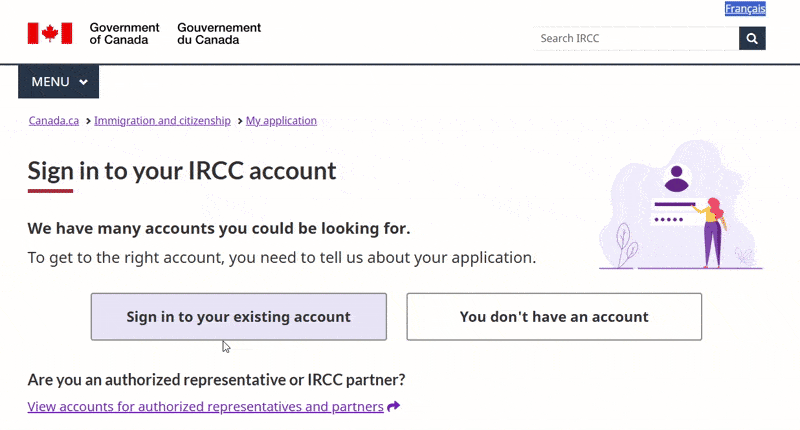 Français
Government of Canada
Gouvernement du Canada
Search IRCC
MENU
Canada.ca > Immigration and citizenship > My application
Sign in to your IRCC account
We have many accounts you could be looking for.
To get to the right account, you need to tell us about your application.
Sign in to your existing account
You don't have an account
Are you an authorized representative or IRCC partner?
View accounts for authorized representatives and partners